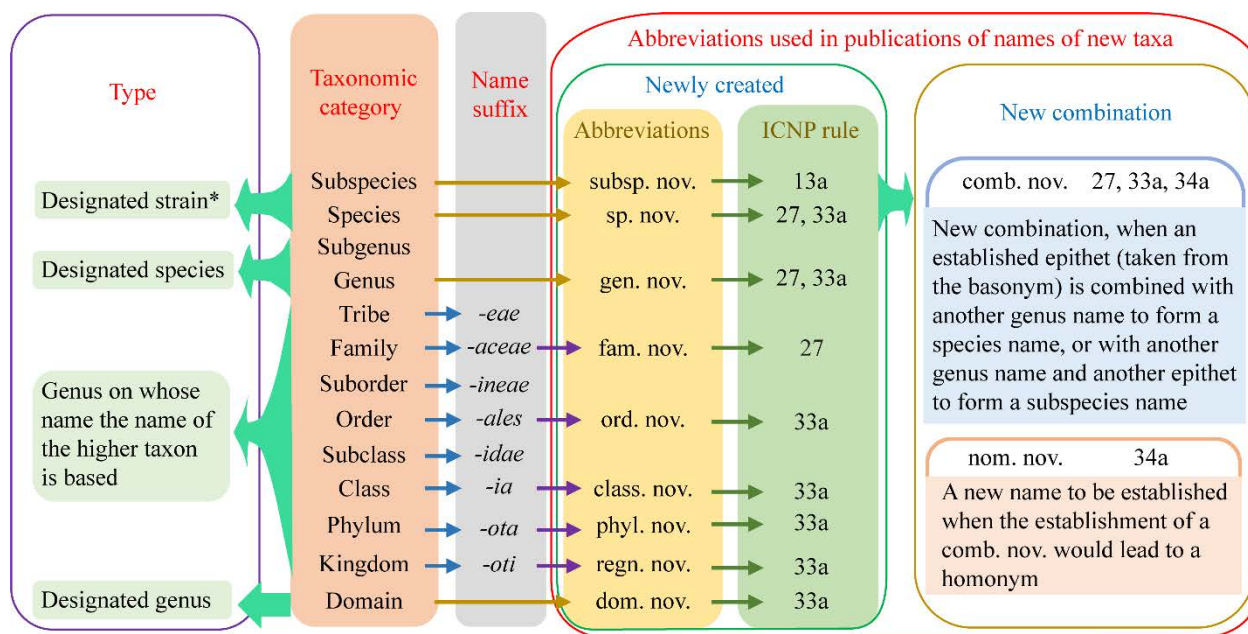 Abbreviations used in publications of names of new taxa
Type
Taxonomic
category
Name
suffix
Newly created
New combination
Abbreviations
ICNP rule
Designated strain*
Designated species
Genus on whose
name the name of
the higher taxon
is based
Designated genus
Subspecies subsp. nov. 13a
Species sp. nov. 27, 33a
Subgenus
Genus gen. nov. 27, 33a
Tribe -eae
Family -aceae fam. nov. 27
Suborder -ineae
Order -ales ord. nov. 33a
Subclass -idae
Class -ia class. nov. 33a
Phylum -ota phyl. nov. 33a
Kingdom -oti regn. nov. 33a
Domain dom. nov. 33a
comb. nov. 27, 33a, 34a
New combination, when an
established epithet (taken from
the basonym) is combined with
another genus name to form a
species name, or with another
genus name and another epithet
to form a subspecies name
nom. nov. 34a
A new name to be established
when the establishment of a
comb. nov. would lead to a
homonym